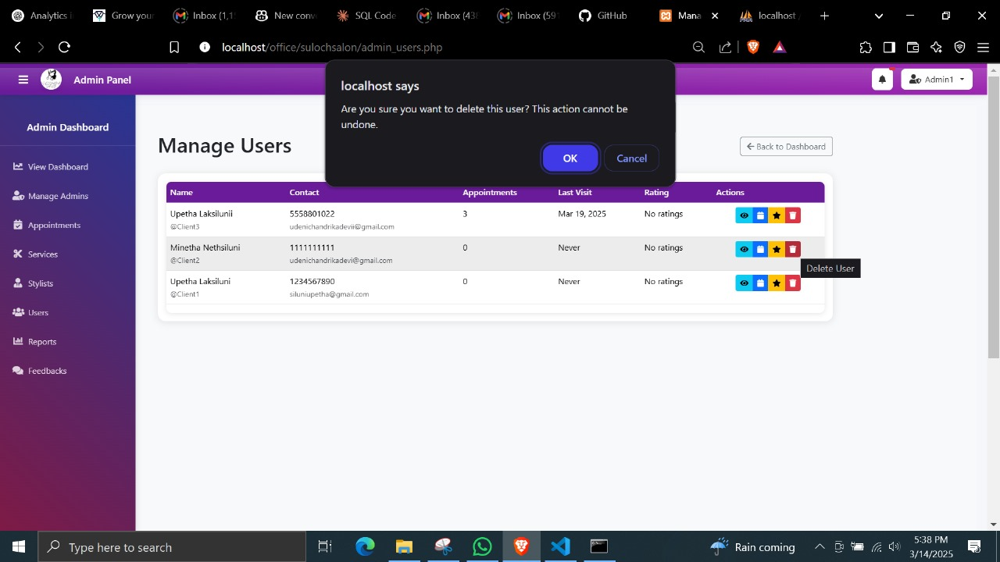 Analytics
Grow your
Inbox (1,1
New conv
SQL Code
Inbox (43
Inbox (591
GitHub
Mana
localhost
localhost/office/sulochsalon/admin_users.php
Admin Panel
localhost says
Are you sure you want to delete this user? This action cannot be
undone.
OK
Cancel
Admin1
Admin Dashboard
View Dashboard
Manage Admins
Appointments
Services
Stylists
Users
Reports
Feedbacks
Manage Users
Back to Dashboard
Name Contact Appointments Last Visit Rating Actions
Upetha Laksilunii 5558801022 3 Mar 19, 2025 No ratings
@Client3 udenichandrikadevii@gmail.com
Minetha Nethsiluni 1111111111 0 Never No ratings
@Client2 udenichandrikadevi@gmail.com
Delete User
Upetha Laksiluni 1234567890 0 Never No ratings
@Client1 siluniupetha@gmail.com
Type here to search
Rain coming
5:38 PM
3/14/2025